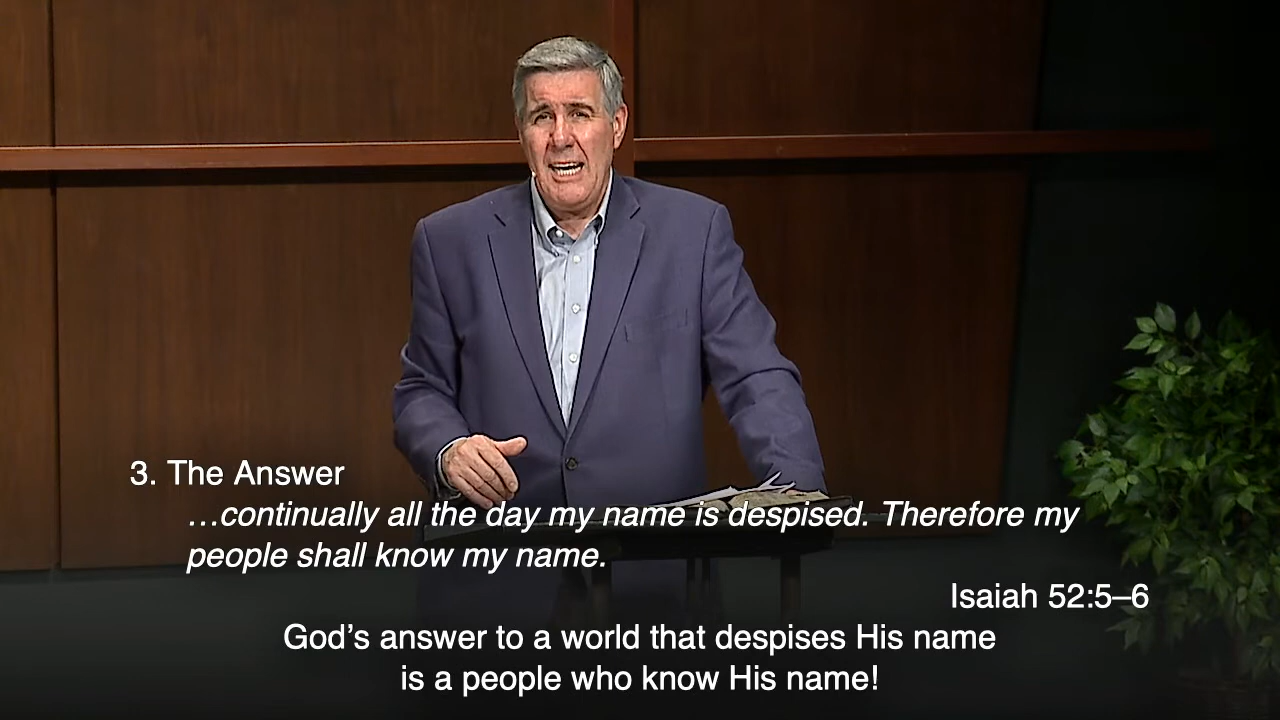 3. The Answer
…continually all the day my name is despised. Therefore my
people shall know my name.
Isaiah 52:5–6
God’s answer to a world that despises His name
is a people who know His name!